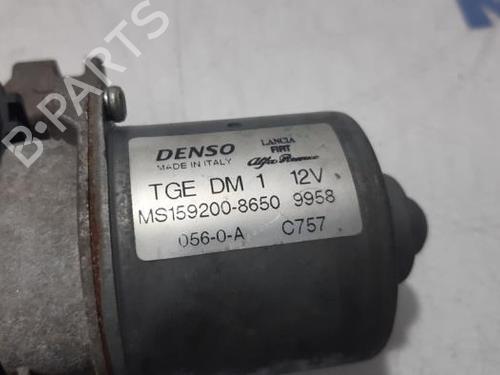 B-PARTS
DENSO
MADE IN ITALY
LANCIA
FIAT
Alfa Romeo
TGE DM 1 12V
MS159200-8650 9958
056-0-A C757